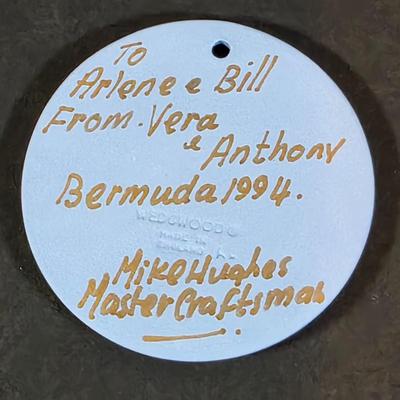 To
Arlene e Bill
From. Vera
e Anthony
Bermuda 1994.
WEDGWOOD
MADE IN
ENGLAND
Mike Hughes
Master Craftsman